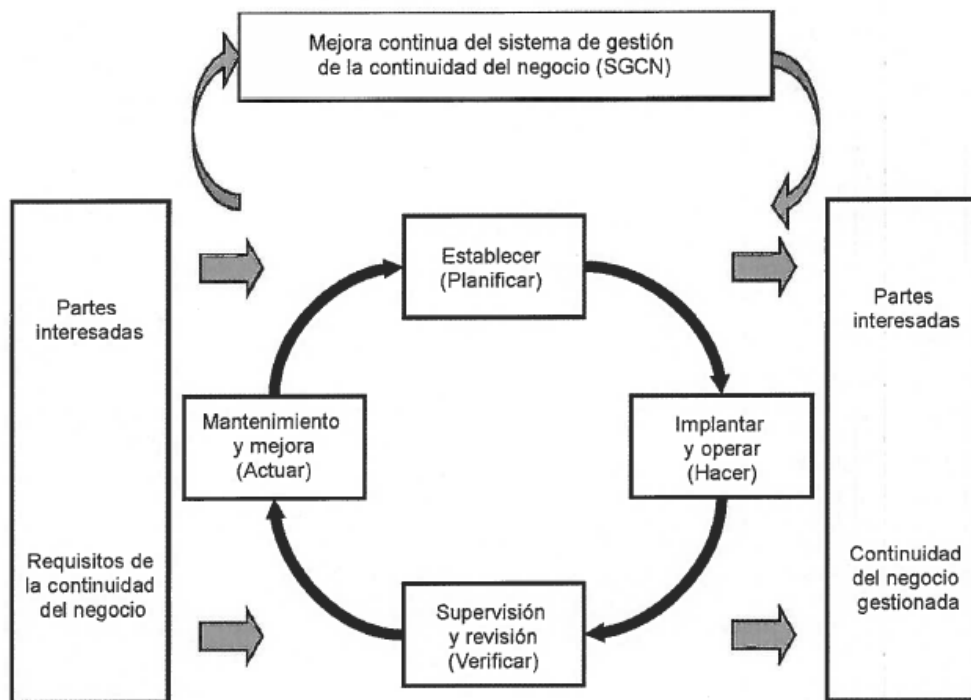 Mejora continua del sistema de gestión
de la continuidad del negocio (SGCN)
Establecer
(Planificar)
Partes
interesadas
Partes
interesadas
Mantenimiento
y mejora
(Actuar)
Implantar
y operar
(Hacer)
Requisitos de
la continuidad
del negocio
Continuidad
del negocio
gestionada
Supervisión
y revisión
(Verificar)